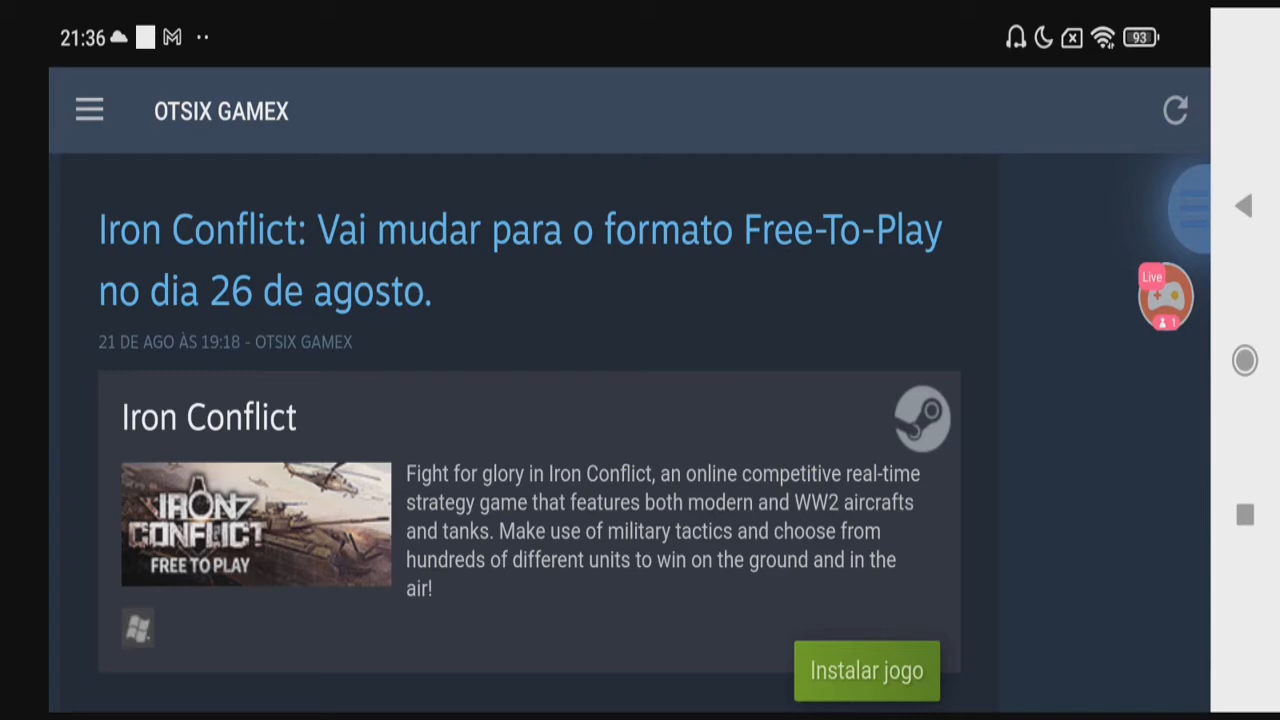 21:36
93
OTSIX GAMEX
Iron Conflict: Vai mudar para o formato Free-To-Play
no dia 26 de agosto.
Live
1
21 DE AGO ÀS 19:18 - OTSIX GAMEX
Iron Conflict
IRON
CONFLICT
FREE TO PLAY
Fight for glory in Iron Conflict, an online competitive real-time
strategy game that features both modern and WW2 aircrafts
and tanks. Make use of military tactics and choose from
hundreds of different units to win on the ground and in the
air!
Instalar jogo